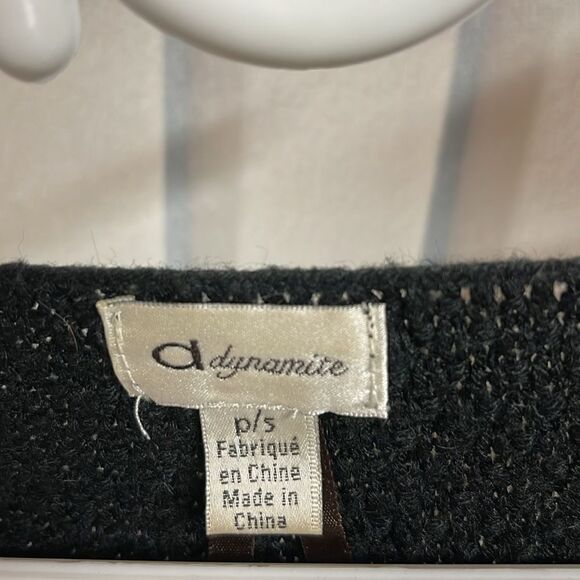 d dynamite
p/s
Fabriqué
en Chine
Made in
China